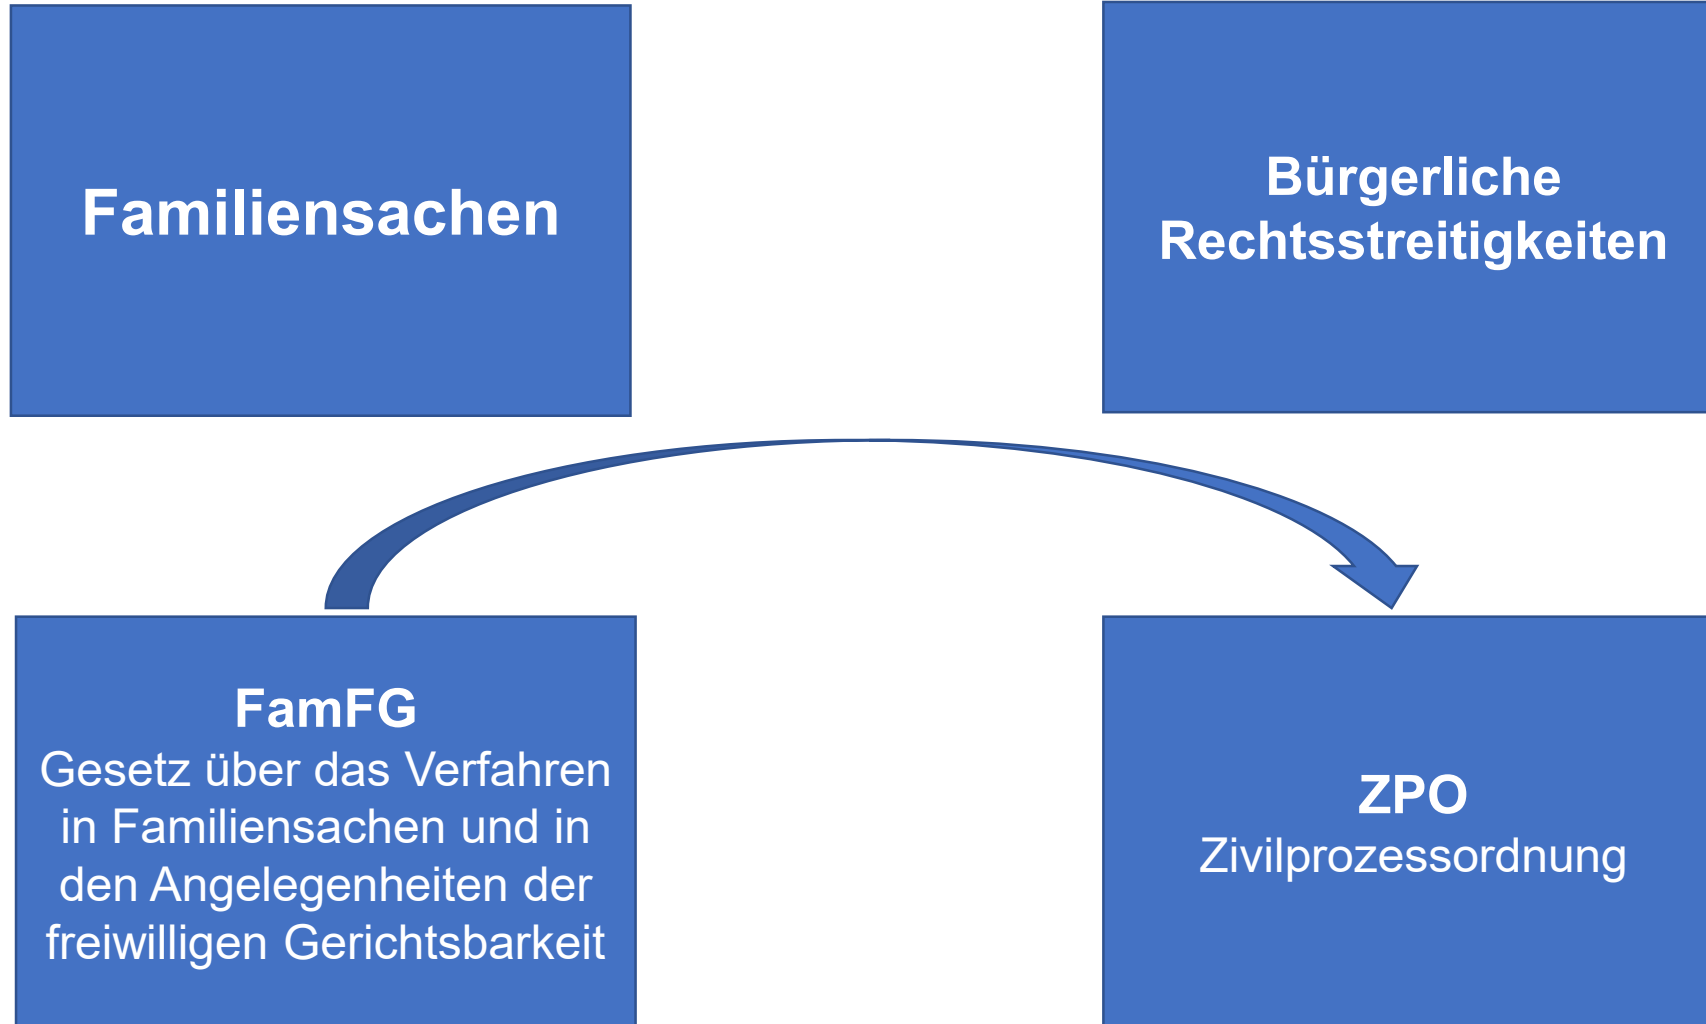 Familiensachen
Bürgerliche
Rechtsstreitigkeiten
FamFG
Gesetz über das Verfahren
in Familiensachen und in
den Angelegenheiten der
freiwilligen Gerichtsbarkeit
ZPO
Zivilprozessordnung